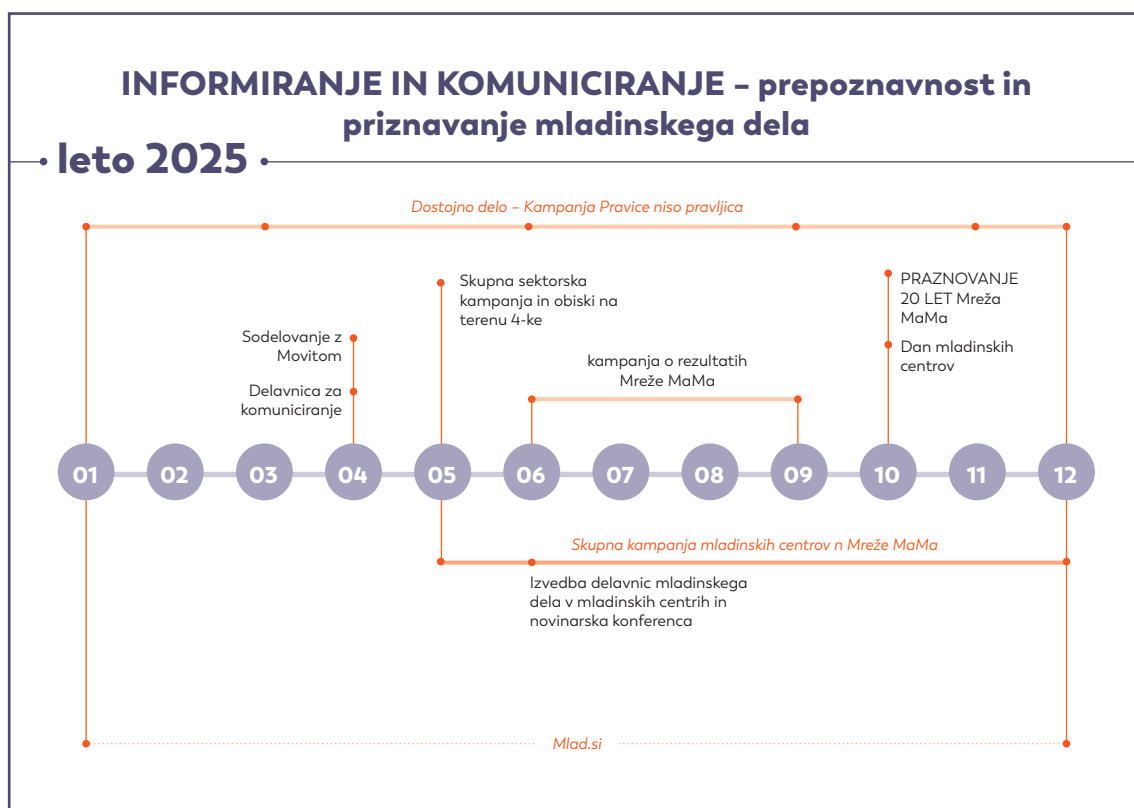 INFORMIRANJE IN KOMUNICIRANJE – prepoznavnost in
priznavanje mladinskega dela
leto 2025
Dostojno delo – Kampanja Pravice niso pravljica
Skupna sektorska
kampanja in obiski na
terenu 4-ke
PRAZNOVANJE
20 LET Mreža
MaMa
Dan mladinskih
centrov
Sodelovanje z
Movitom
Delavnica za
komuniciranje
kampanja o rezultatih
Mreže MaMa
01 02 03 04 05 06 07 08 09 10 11 12
Skupna kampanja mladinskih centrov n Mreže MaMa
Izvedba delavnic mladinskega
dela v mladinskih centrih in
novinarska konferenca
Mlad.si